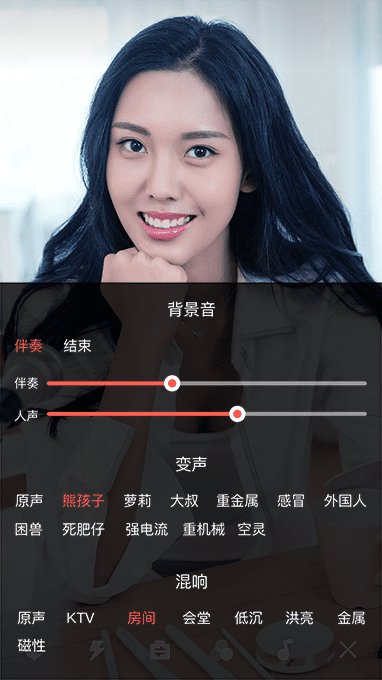 背景音
伴奏 结束
伴奏
人声
变声
原声 熊孩子 萝莉 大叔 重金属 感冒 外国人
困兽 死肥仔 强电流 重机械 空灵
混响
原声 KTV 房间 会堂 低沉 洪亮 金属
磁性